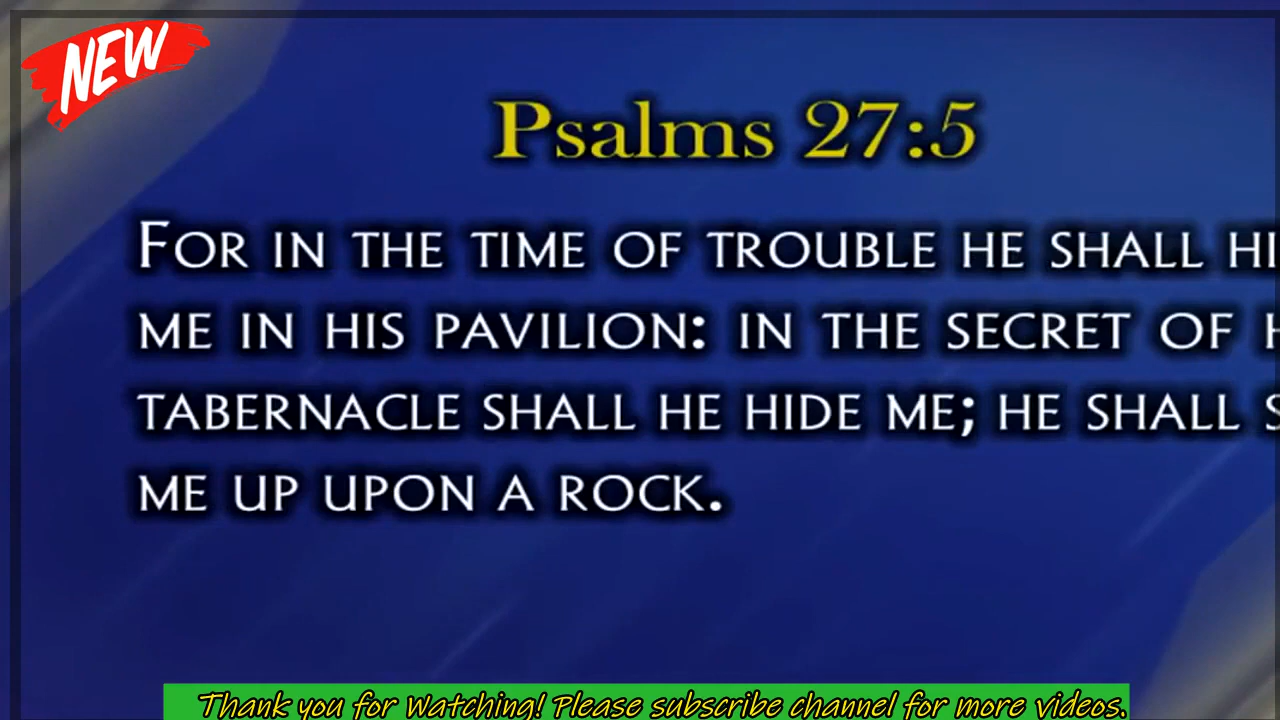 NEW
Psalms 27:5
FOR IN THE TIME OF TROUBLE HE SHALL HI
ME IN HIS PAVILION: IN THE SECRET OF
TABERNACLE SHALL HE HIDE ME; HE SHALL
ME UP UPON A ROCK.
Thank you for Watching! Please subscribe channel for more videos.